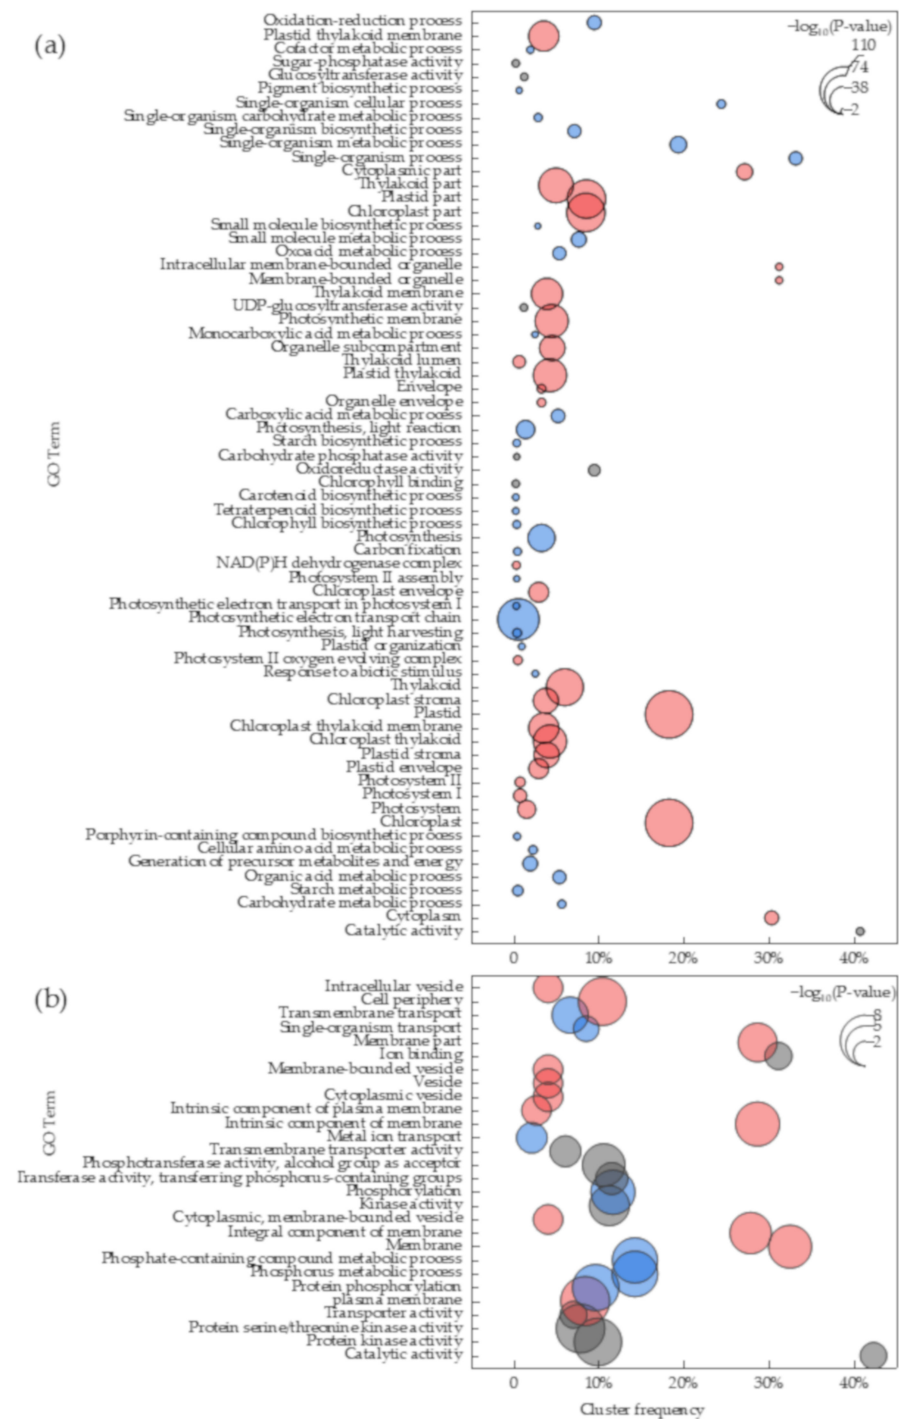 (a)
−log₁₀(P-value)
110
74
38
2
GO Term
Oxidation-reduction process
Plastid thylakoid membrane
Cofactor metabolic process
Sugar-phosphatase activity
Glucosyltransferase activity
Pigment biosynthetic process
Single-organism cellular process
Single-organism carbohydrate metabolic process
Single-organism biosynthetic process
Single-organism metabolic process
Single-organism process
Cytoplasmic part
Thylakoid part
Plastid part
Chloroplast part
Small molecule biosynthetic process
Small molecule metabolic process
Oxoacid metabolic process
Intracellular membrane-bounded organelle
Membrane-bounded organelle
Thylakoid membrane
UDP-glucosyltransferase activity
Photosynthetic membrane
Monocarboxylic acid metabolic process
Organelle subcompartment
Thylakoid lumen
Plastid thylakoid
Envelope
Organelle envelope
Carboxylic acid metabolic process
Photosynthesis, light reaction
Starch biosynthetic process
Carbohydrate phosphatase activity
Oxidoreductase activity
Chlorophyll binding
Carotenoid biosynthetic process
Tetraterpenoid biosynthetic process
Chlorophyll biosynthetic process
Photosynthesis
Carbon fixation
NAD(P)H dehydrogenase complex
Photosystem II assembly
Chloroplast envelope
Photosynthetic electron transport in photosystem I
Photosynthetic electron transport chain
Photosynthesis, light harvesting
Plastid organization
Photosystem II oxygen evolving complex
Response to abiotic stimulus
Thylakoid
Chloroplast stroma
Plastid
Chloroplast thylakoid membrane
Chloroplast thylakoid
Plastid stroma
Plastid envelope
Photosystem II
Photosystem I
Photosystem
Chloroplast
Porphyrin-containing compound biosynthetic process
Cellular amino acid metabolic process
Generation of precursor metabolites and energy
Organic acid metabolic process
Starch metabolic process
Carbohydrate metabolic process
Cytoplasm
Catalytic activity
0 10% 20% 30% 40%
(b)
−log₁₀(P-value)
8
5
2
GO Term
Intracellular veside
Cell periphery
Transmembrane transport
Single-organism transport
Membrane part
Ion binding
Membrane-bounded veside
Veside
Cytoplasmic veside
Intrinsic component of plasma membrane
Intrinsic component of membrane
Metal ion transport
Transmembrane transporter activity
Phosphotransferase activity, alcohol group as acceptor
Transferase activity, transferring phosphorus-containing groups
Phosphorylation
Kinase activity
Cytoplasmic, membrane-bounded veside
Integral component of membrane
Membrane
Phosphate-containing compound metabolic process
Phosphorus metabolic process
Protein phosphorylation
plasma membrane
Transporter activity
Protein serine/threonine kinase activity
Protein kinase activity
Catalytic activity
0 10% 20% 30% 40%
Cluster frequency